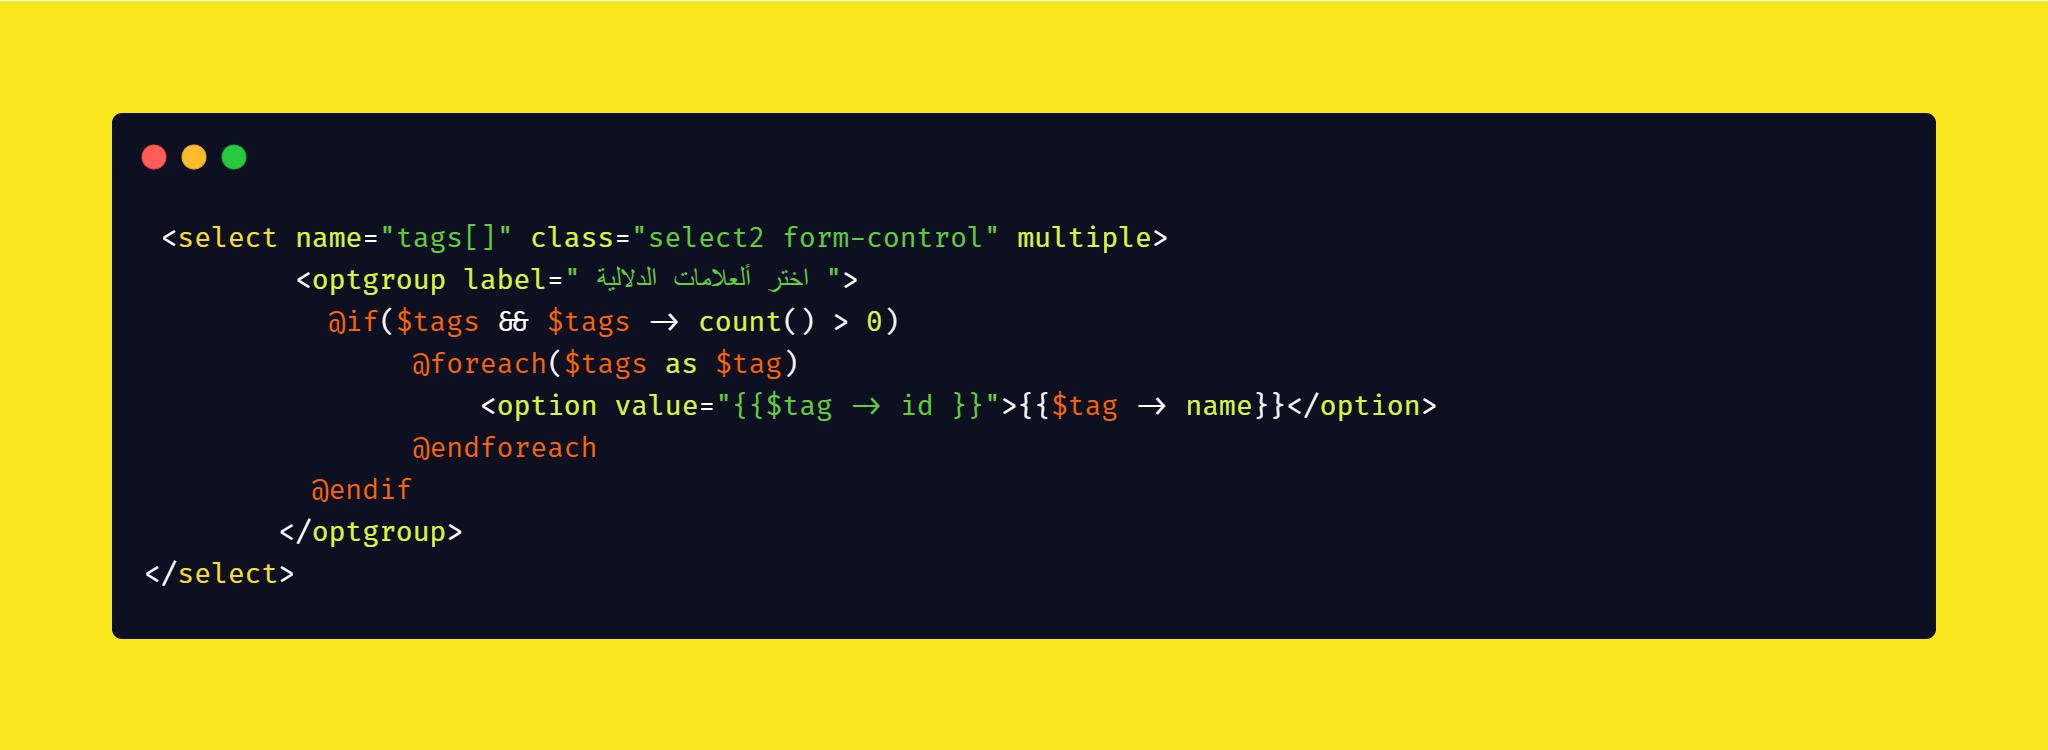 <select name="tags[]" class="select2 form-control" multiple>
<optgroup label=" اختر ألعلامات الدلالية ">
@if($tags && $tags -> count() > 0)
@foreach($tags as $tag)
<option value="{{$tag -> id }}">{{$tag -> name}}</option>
@endforeach
@endif
</optgroup>
</select>